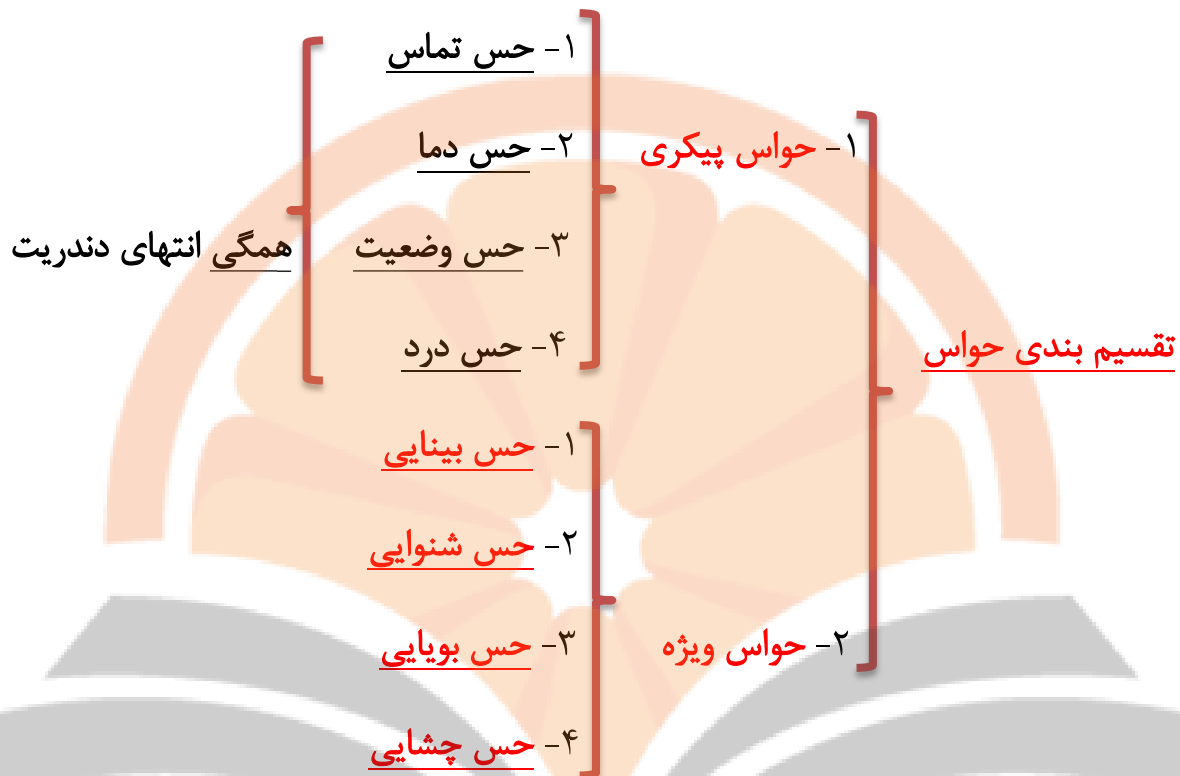 تقسیم بندی حواس
۱- حواس پیکری
۱- حس تماس
۲- حس دما
۳- حس وضعیت
۴- حس درد
همگی انتهای دندریت
۲- حواس ویژه
۱- حس بینایی
۲- حس شنوایی
۳- حس بویایی
۴- حس چشایی